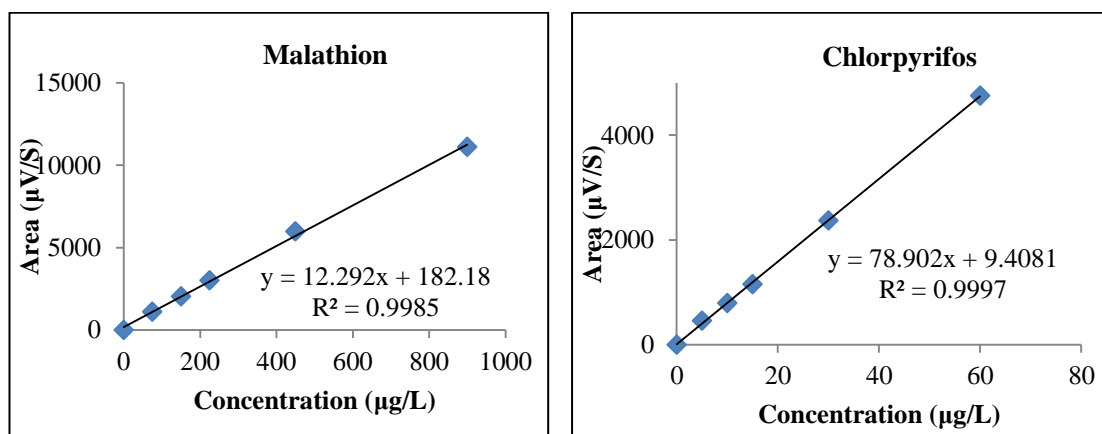 Malathion
15000
10000
5000
0
Area (µV/S)
y = 12.292x + 182.18
R² = 0.9985
0 200 400 600 800 1000
Concentration (µg/L)
Chlorpyrifos
4000
2000
0
Area (µV/S)
y = 78.902x + 9.4081
R² = 0.9997
0 20 40 60 80
Concentration (µg/L)